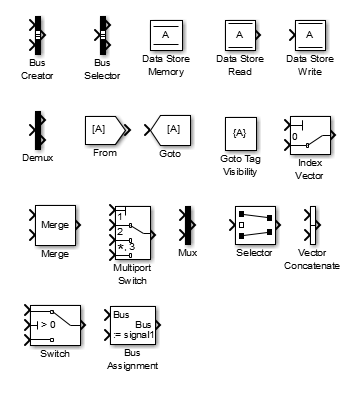 A A A
Bus Bus Data Store Data Store Data Store
Creator Selector Memory Read Write
[A] [A] {A} 0
Demux From Goto Goto Tag Index
Visibility Vector
Merge 1
2
*, 3
Merge Multiport Mux Selector Vector
Switch Concatenate
> 0 Bus
Bus
:= signal1
Switch Bus
Assignment